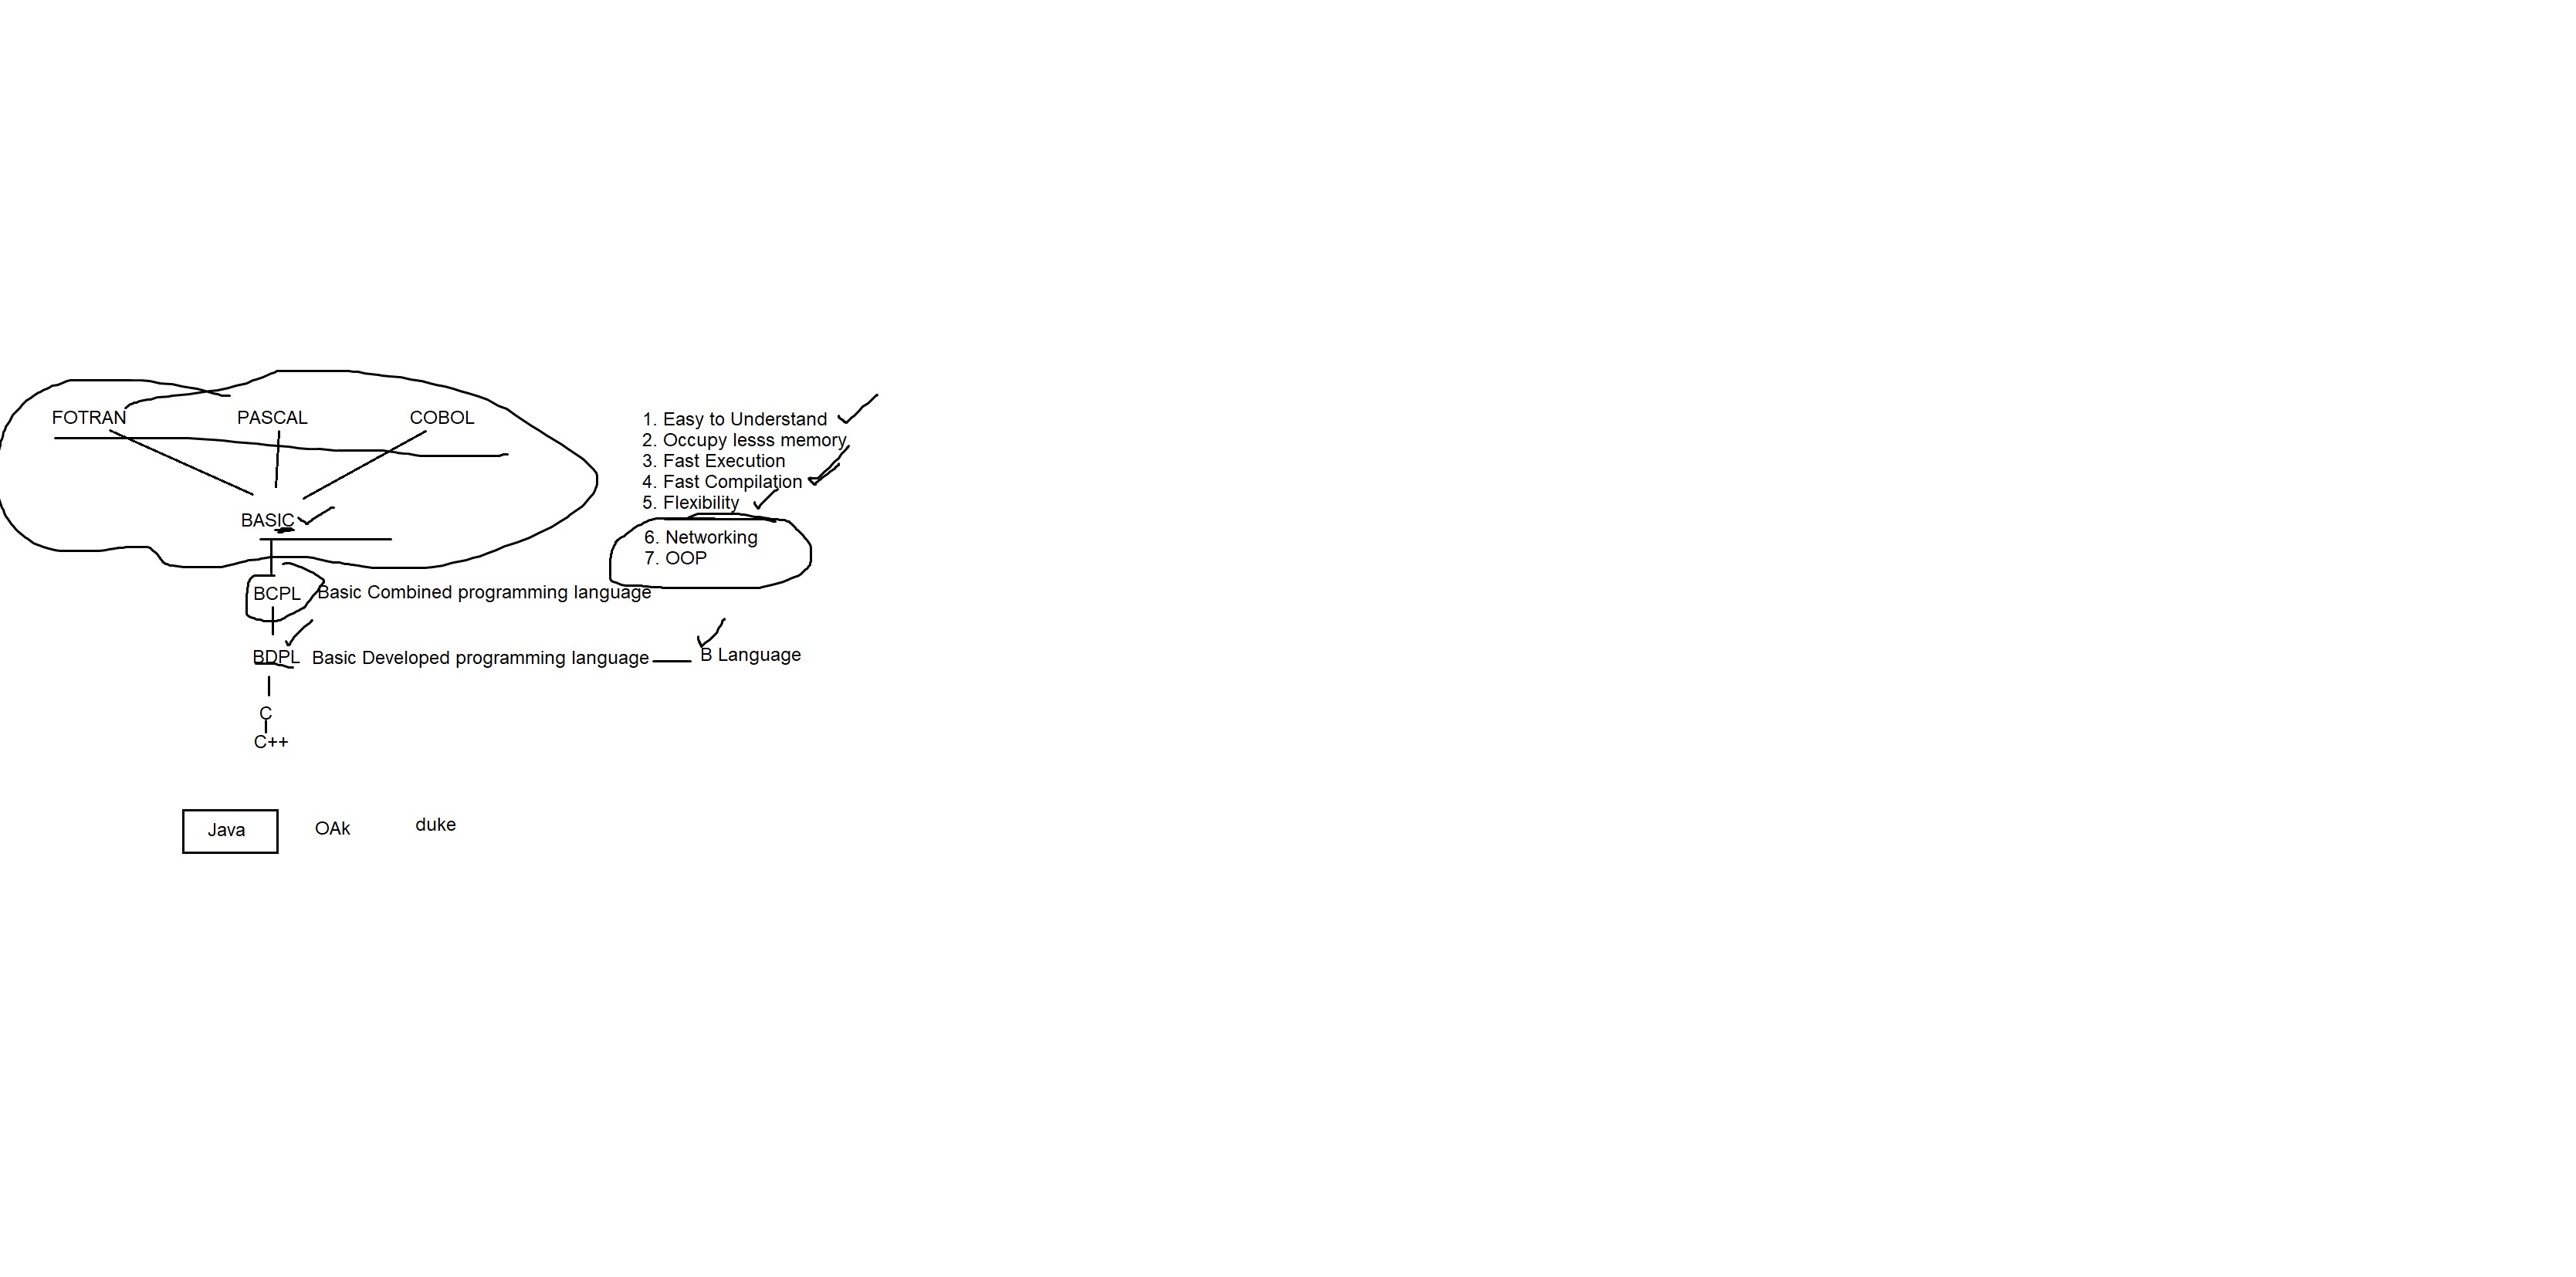 FOTRAN PASCAL COBOL
BASIC
1. Easy to Understand
2. Occupy lesss memory
3. Fast Execution
4. Fast Compilation
5. Flexibility
6. Networking
7. OOP
BCPL Basic Combined programming language
BDPL Basic Developed programming language B Language
C
C++
Java OAk duke